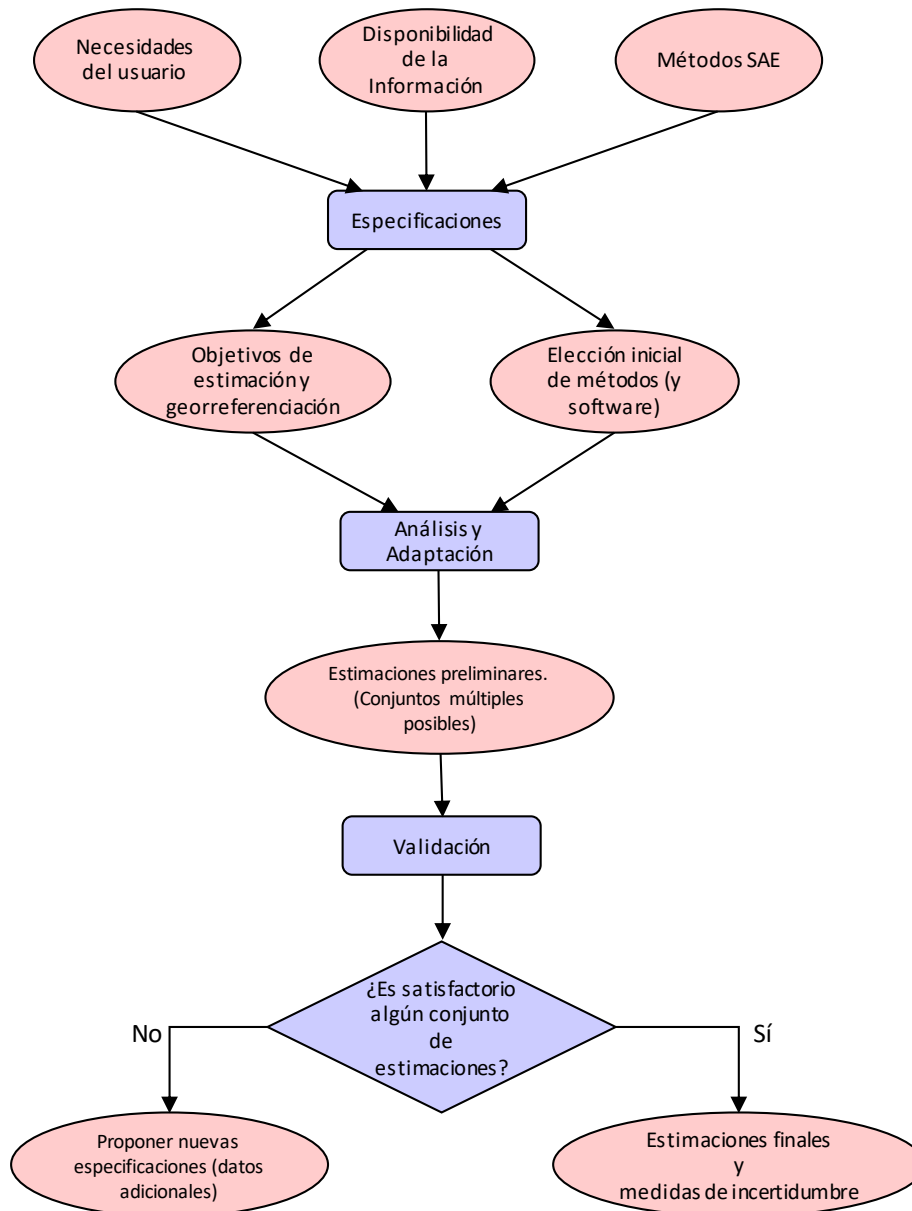 Necesidades
del usuario
Disponibilidad
de la
Información
Métodos SAE
Especificaciones
Objetivos de
estimación y
georreferenciación
Elección inicial
de métodos (y
software)
Análisis y
Adaptación
Estimaciones preliminares.
(Conjuntos múltiples
posibles)
Validación
¿Es satisfactorio
algún conjunto
de
estimaciones?
No
Sí
Proponer nuevas
especificaciones (datos
adicionales)
Estimaciones finales
y
medidas de incertidumbre